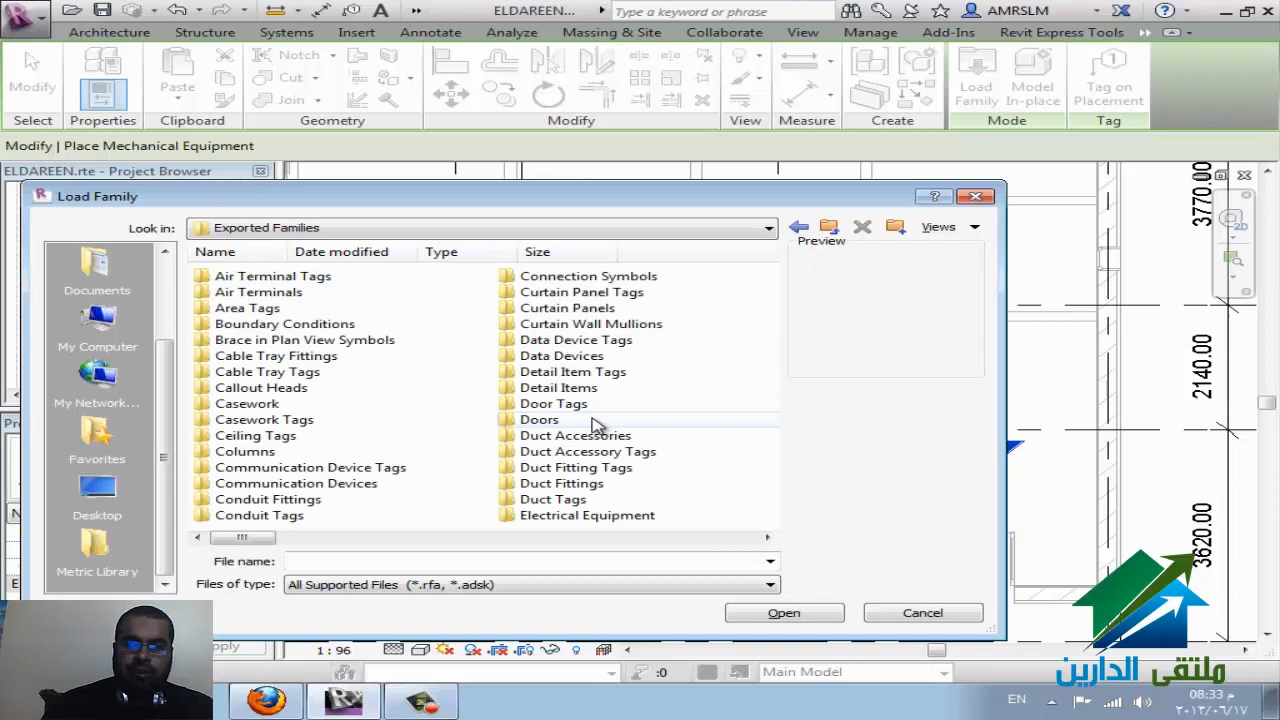 ELDAREEN...
Type a keyword or phrase
AMRSLM
Architecture
Structure
Systems
Insert
Annotate
Analyze
Massing & Site
Collaborate
View
Manage
Add-Ins
Revit Express Tools
Modify
Properties
Paste
Notch
Cut
Join
Load Family
Model In-place
Tag on Placement
Select
Properties
Clipboard
Geometry
Modify
View
Measure
Create
Mode
Tag
Modify | Place Mechanical Equipment
ELDAREEN.rte - Project Browser
Load Family
Look in:
Exported Families
Views
Name
Date modified
Type
Size
Preview
Air Terminal Tags
Air Terminals
Area Tags
Boundary Conditions
Brace in Plan View Symbols
Cable Tray Fittings
Cable Tray Tags
Callout Heads
Casework
Casework Tags
Ceiling Tags
Columns
Communication Device Tags
Communication Devices
Conduit Fittings
Conduit Tags
Connection Symbols
Curtain Panel Tags
Curtain Panels
Curtain Wall Mullions
Data Device Tags
Data Devices
Detail Item Tags
Detail Items
Door Tags
Doors
Duct Accessories
Duct Accessory Tags
Duct Fitting Tags
Duct Fittings
Duct Tags
Electrical Equipment
Documents
My Computer
My Network...
Favorites
Desktop
Metric Library
File name:
Files of type:
All Supported Files (*.rfa, *.adsk)
Open
Cancel
3770.00
2140.00
3620.00
2D
ملتقى الدارين
1 : 96
:0
Main Model
EN
08:33 م
٢٠١٣/٠٦/١٧